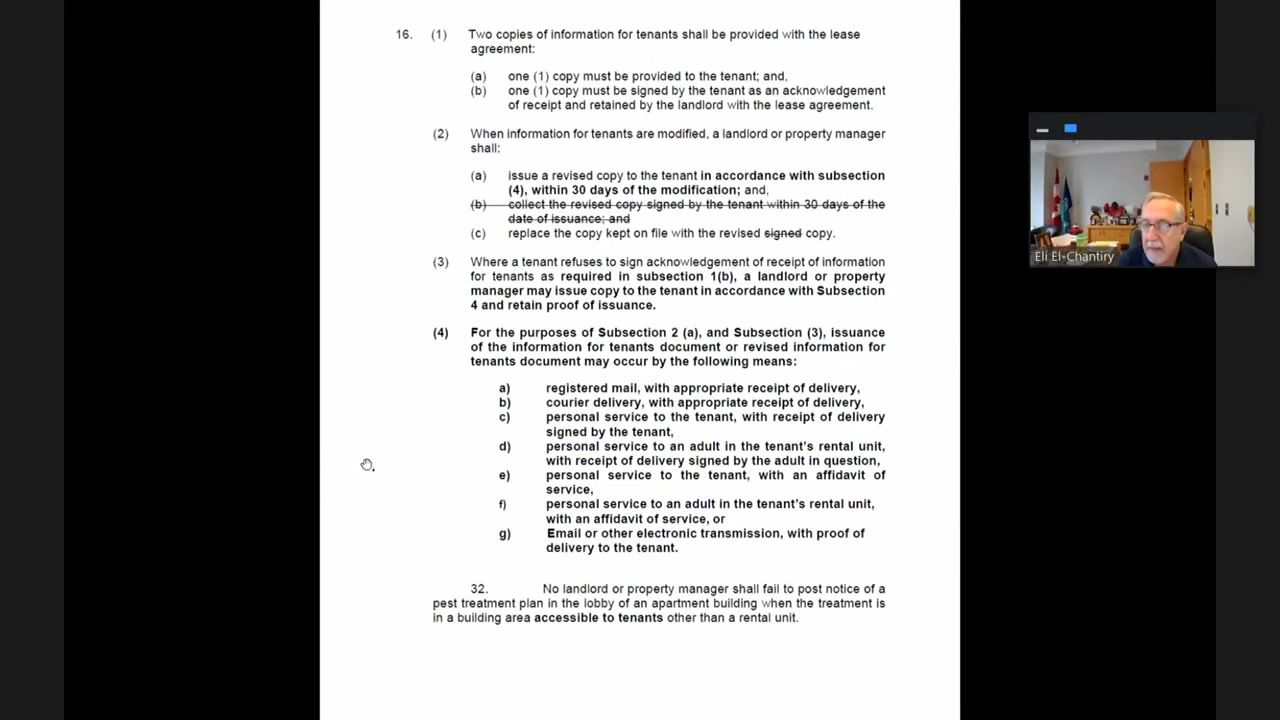 16. (1) Two copies of information for tenants shall be provided with the lease
agreement:
(a) one (1) copy must be provided to the tenant; and,
(b) one (1) copy must be signed by the tenant as an acknowledgement
of receipt and retained by the landlord with the lease agreement.
(2) When information for tenants are modified, a landlord or property manager
shall:
(a) issue a revised copy to the tenant in accordance with subsection
(4), within 30 days of the modification; and,
(b) collect the revised copy signed by the tenant within 30 days of the
date of issuance; and
(c) replace the copy kept on file with the revised signed copy.
(3) Where a tenant refuses to sign acknowledgement of receipt of information
for tenants as required in subsection 1(b), a landlord or property
manager may issue copy to the tenant in accordance with Subsection
4 and retain proof of issuance.
(4) For the purposes of Subsection 2 (a), and Subsection (3), issuance
of the information for tenants document or revised information for
tenants document may occur by the following means:
a) registered mail, with appropriate receipt of delivery,
b) courier delivery, with appropriate receipt of delivery,
c) personal service to the tenant, with receipt of delivery
signed by the tenant,
d) personal service to an adult in the tenant's rental unit,
with receipt of delivery signed by the adult in question,
e) personal service to the tenant, with an affidavit of
service,
f) personal service to an adult in the tenant's rental unit,
with an affidavit of service, or
g) Email or other electronic transmission, with proof of
delivery to the tenant.
32. No landlord or property manager shall fail to post notice of a
pest treatment plan in the lobby of an apartment building when the treatment is
in a building area accessible to tenants other than a rental unit.
Eli El-Chantiry